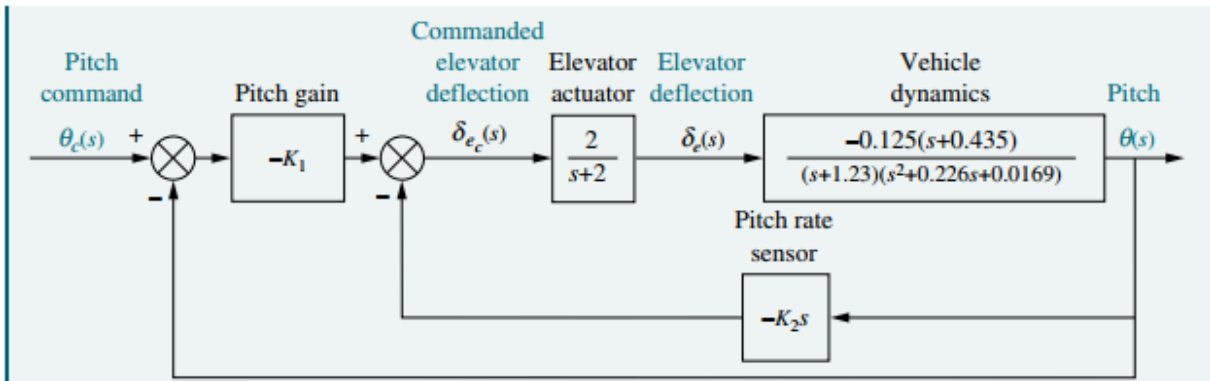 Commanded
Pitch
command
elevator
deflection
Elevator
actuator
Elevator
deflection
Vehicle
dynamics
Pitch
Pitch gain
θc(s)
+
−
−K₁
+
−
δe_c(s)
2
s+2
δe(s)
−0.125(s+0.435)
(s+1.23)(s²+0.226s+0.0169)
θ(s)
Pitch rate
sensor
−K₂s